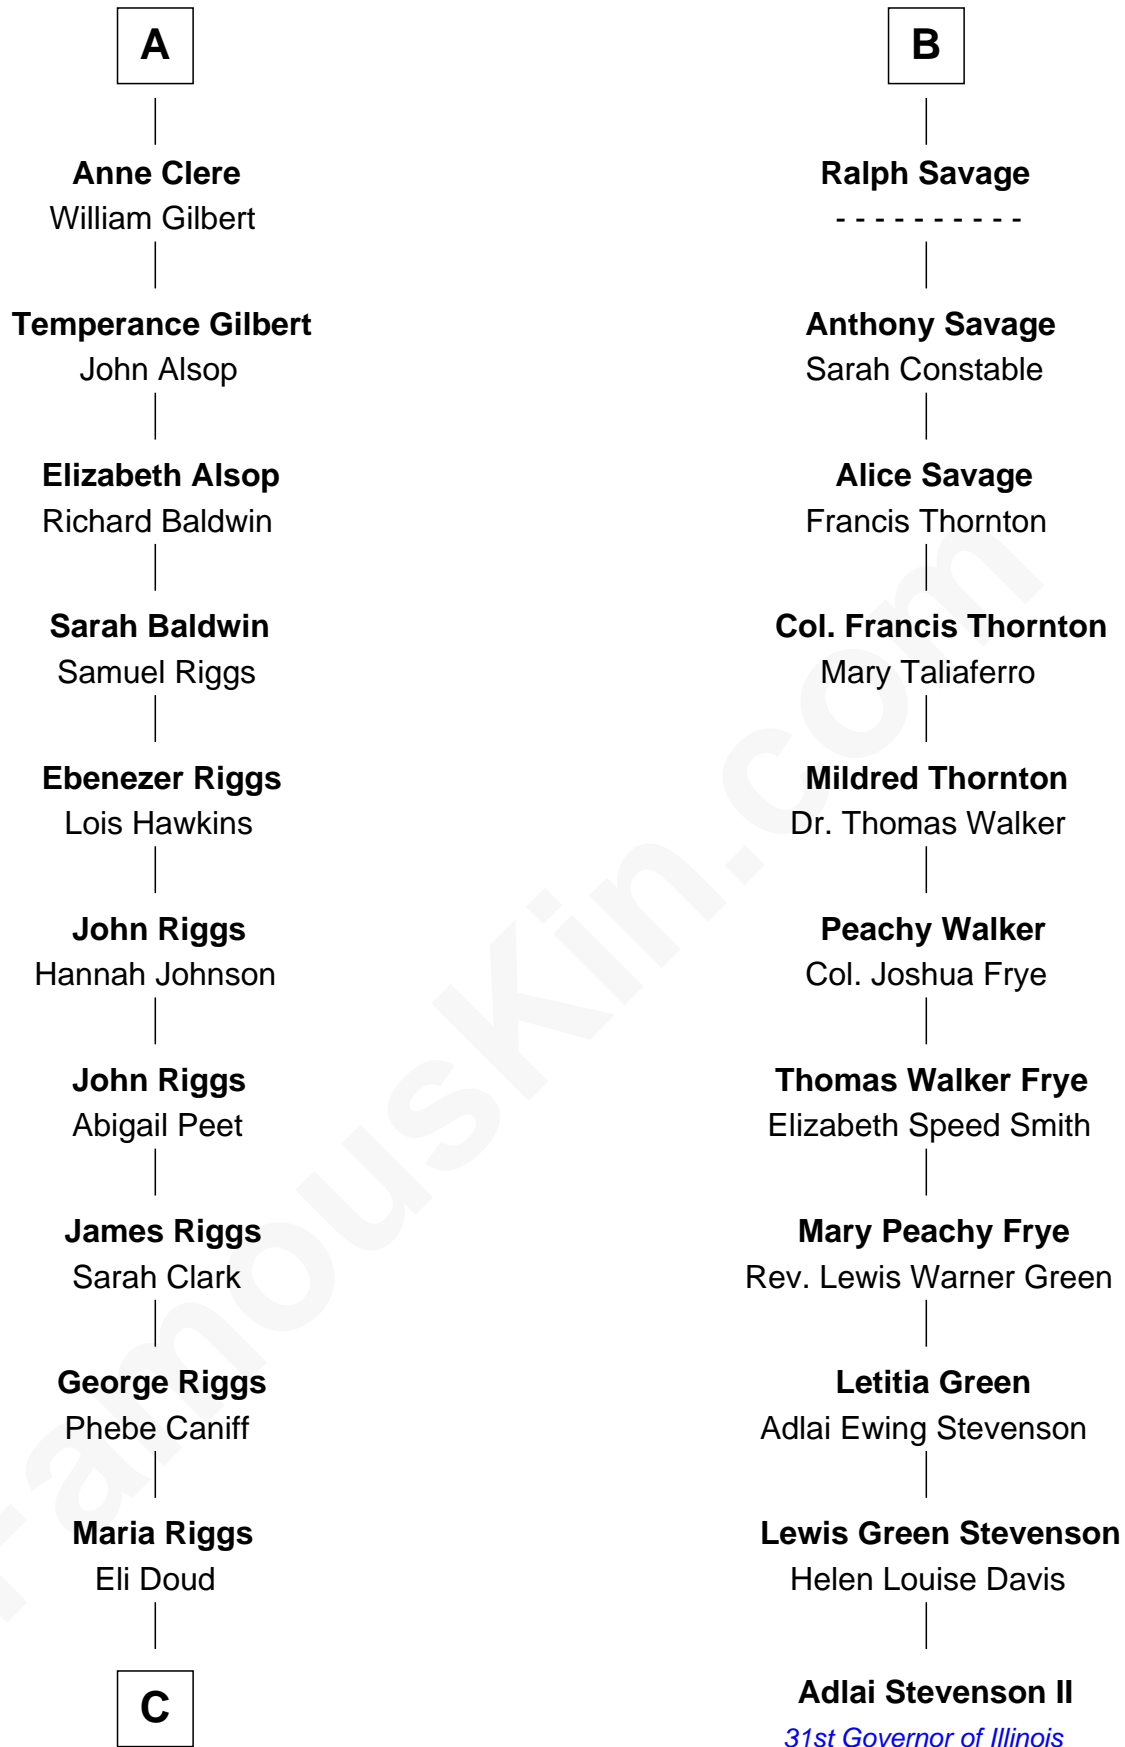 A
Anne Clere
William Gilbert
Temperance Gilbert
John Alsop
Elizabeth Alsop
Richard Baldwin
Sarah Baldwin
Samuel Riggs
Ebenezer Riggs
Lois Hawkins
John Riggs
Hannah Johnson
John Riggs
Abigail Peet
James Riggs
Sarah Clark
George Riggs
Phebe Caniff
Maria Riggs
Eli Doud
C
B
Ralph Savage
- - - - - - - - - -
Anthony Savage
Sarah Constable
Alice Savage
Francis Thornton
Col. Francis Thornton
Mary Taliaferro
Mildred Thornton
Dr. Thomas Walker
Peachy Walker
Col. Joshua Frye
Thomas Walker Frye
Elizabeth Speed Smith
Mary Peachy Frye
Rev. Lewis Warner Green
Letitia Green
Adlai Ewing Stevenson
Lewis Green Stevenson
Helen Louise Davis
Adlai Stevenson II
31st Governor of Illinois
FamousKin.com